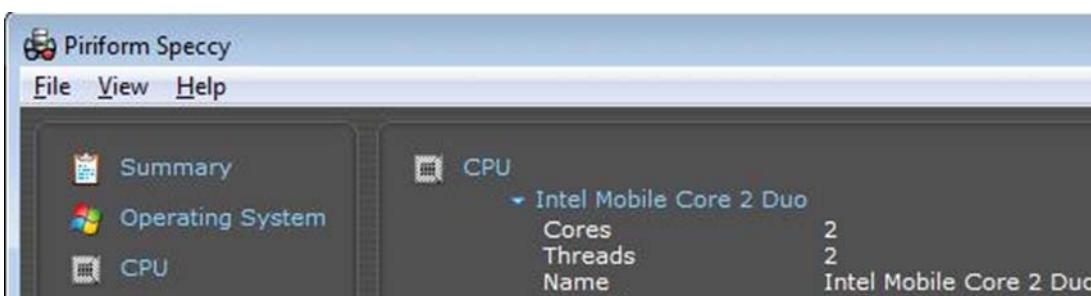 Piriform Speccy
File View Help
Summary
Operating System
CPU
CPU
Intel Mobile Core 2 Duo
Cores 2
Threads 2
Name Intel Mobile Core 2 Duo